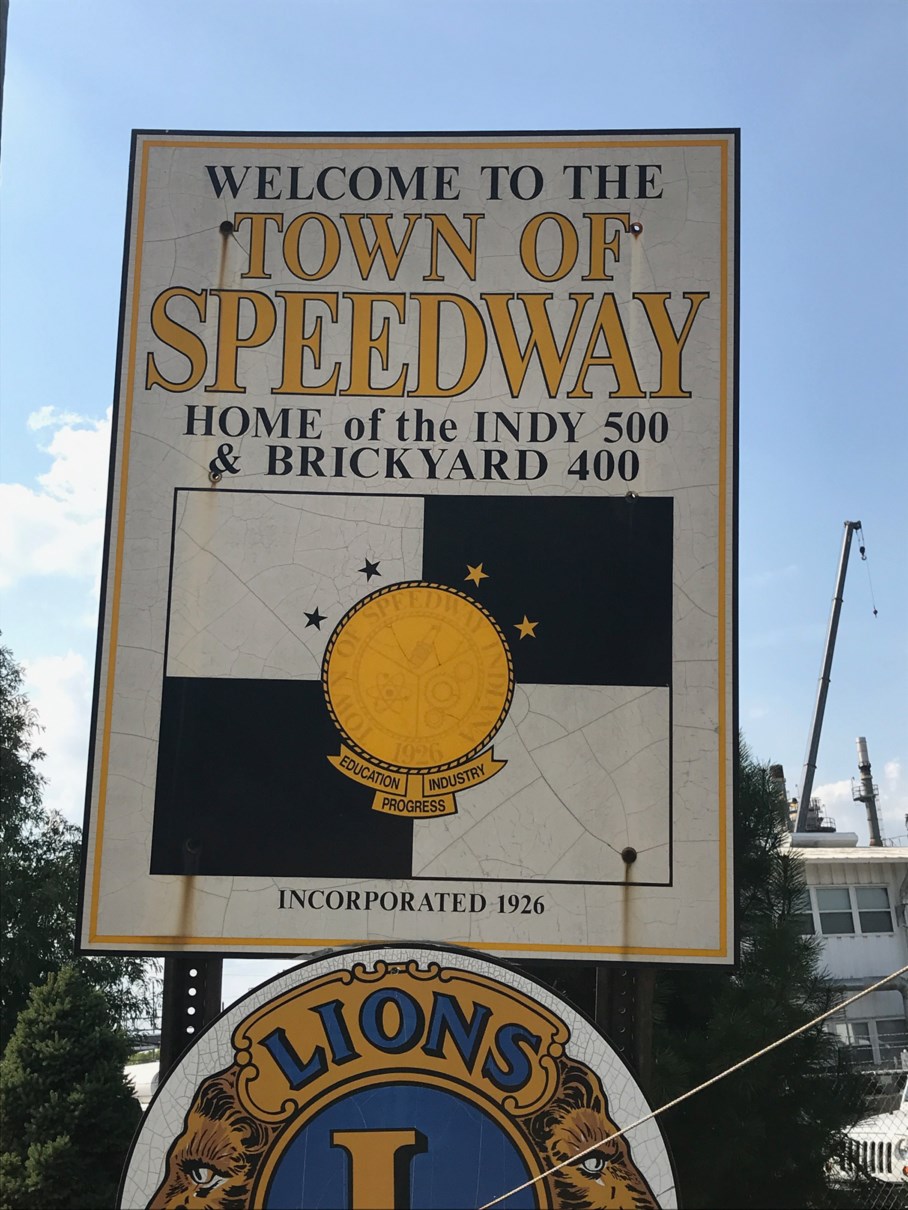 WELCOME TO THE
TOWN OF
SPEEDWAY
HOME of the INDY 500
& BRICKYARD 400
TOWN OF SPEEDWAY INDIANA
1926
EDUCATION INDUSTRY
PROGRESS
INCORPORATED 1926
LIONS
L